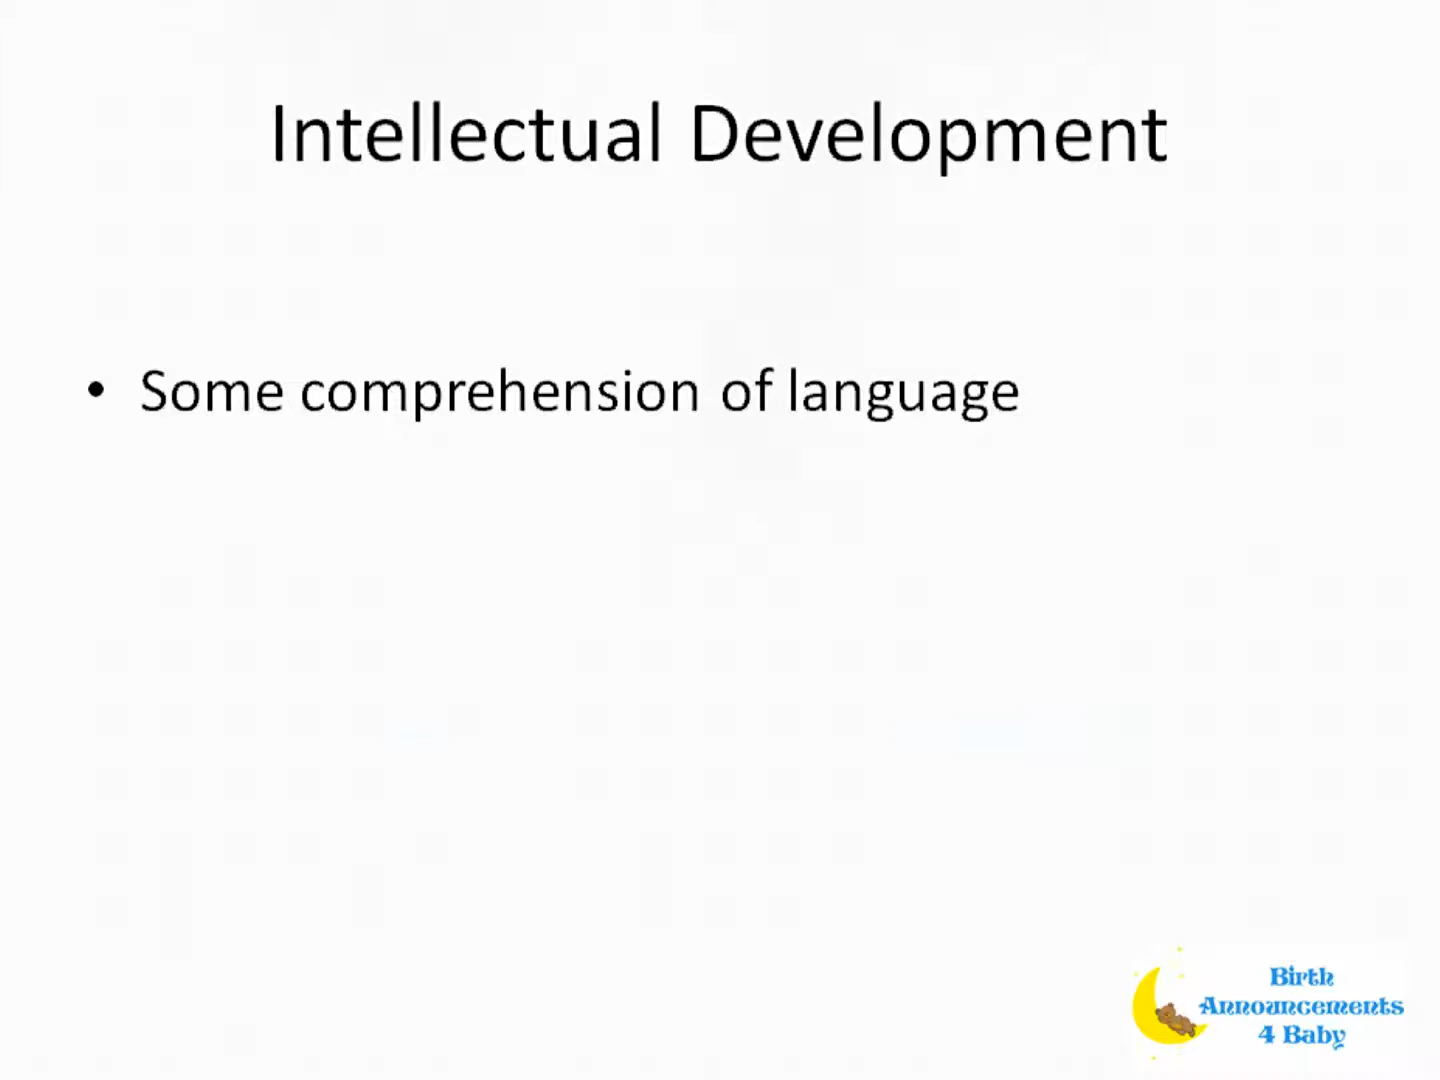 Intellectual Development
• Some comprehension of language
Birth
Announcements
4 Baby